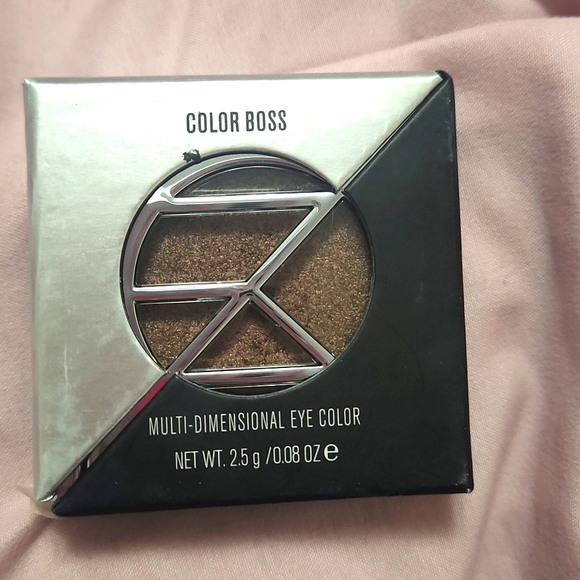 COLOR BOSS
MULTI-DIMENSIONAL EYE COLOR
NET WT. 2.5 g /0.08 OZ ℮